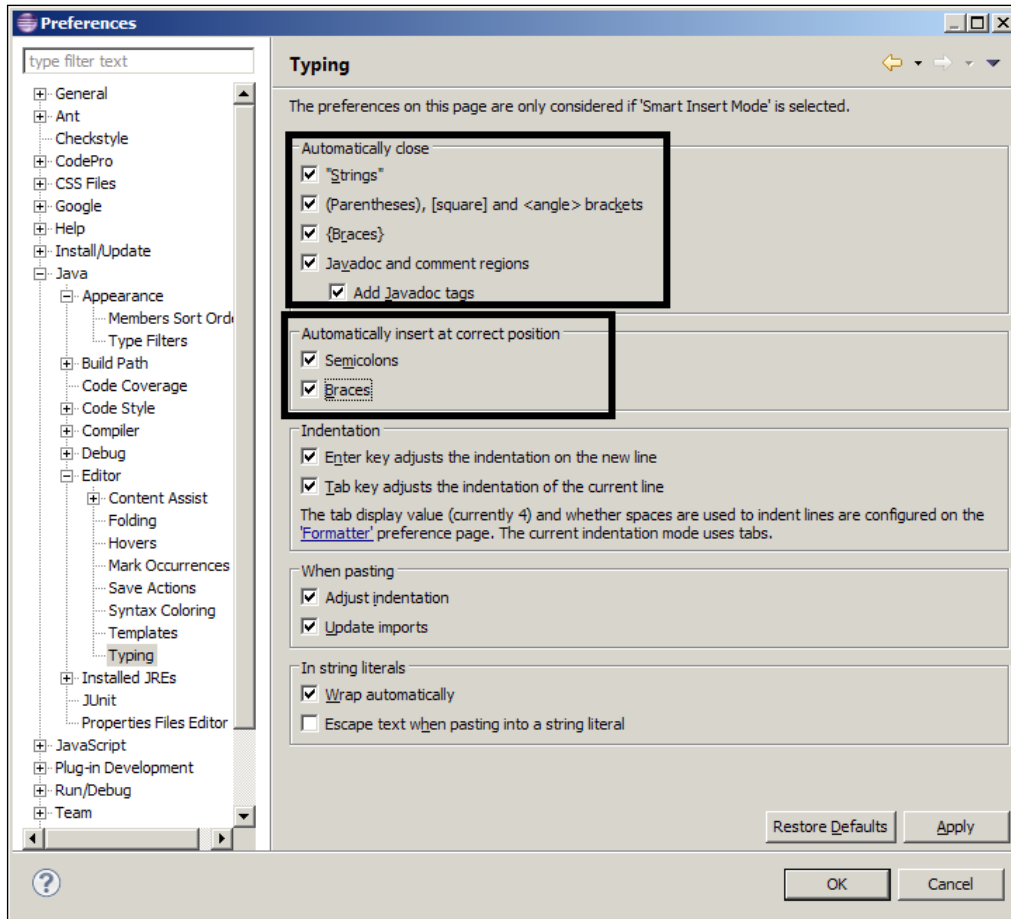 Preferences
type filter text
General
Ant
Checkstyle
CodePro
CSS Files
Google
Help
Install/Update
Java
Appearance
Members Sort Orde
Type Filters
Build Path
Code Coverage
Code Style
Compiler
Debug
Editor
Content Assist
Folding
Hovers
Mark Occurrences
Save Actions
Syntax Coloring
Templates
Typing
Installed JREs
JUnit
Properties Files Editor
JavaScript
Plug-in Development
Run/Debug
Team
Typing
The preferences on this page are only considered if 'Smart Insert Mode' is selected.
Automatically close
"Strings"
(Parentheses), [square] and <angle> brackets
{Braces}
Javadoc and comment regions
Add Javadoc tags
Automatically insert at correct position
Semicolons
Braces
Indentation
Enter key adjusts the indentation on the new line
Tab key adjusts the indentation of the current line
The tab display value (currently 4) and whether spaces are used to indent lines are configured on the
'Formatter' preference page. The current indentation mode uses tabs.
When pasting
Adjust indentation
Update imports
In string literals
Wrap automatically
Escape text when pasting into a string literal
Restore Defaults
Apply
?
OK
Cancel